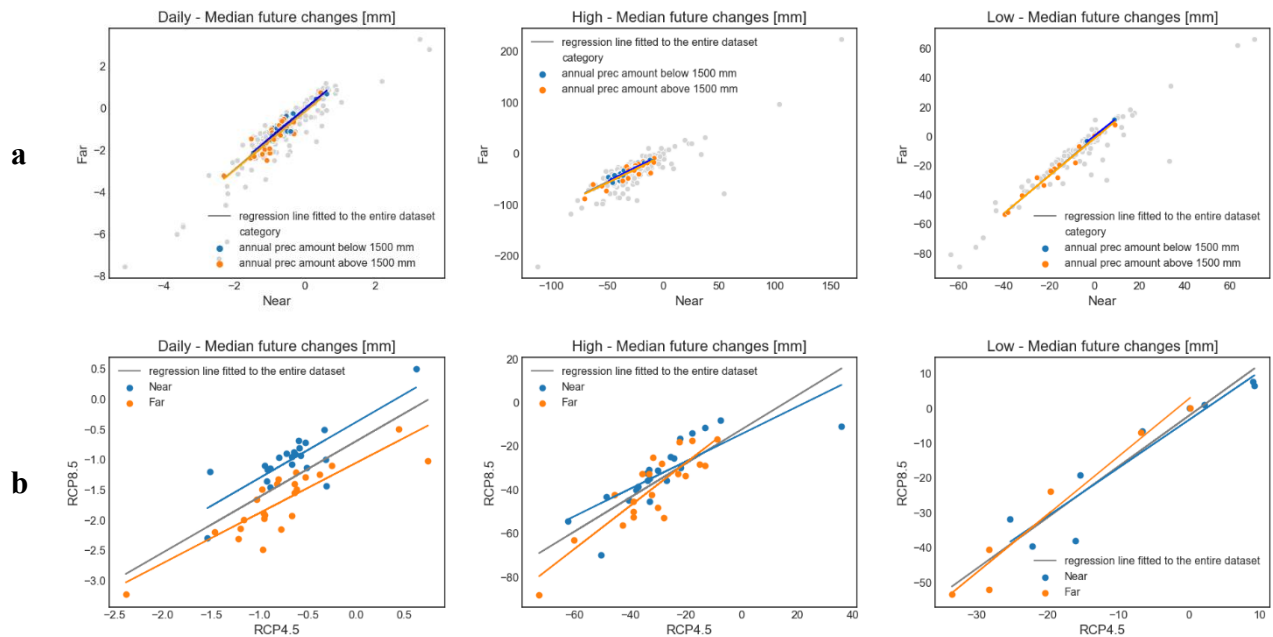 a
Daily - Median future changes [mm]
2
0
−2
−4
−6
−8
Far
regression line fitted to the entire dataset
category
annual prec amount below 1500 mm
annual prec amount above 1500 mm
−4
−2
0
2
Near
High - Median future changes [mm]
200
100
0
−100
−200
Far
regression line fitted to the entire dataset
category
annual prec amount below 1500 mm
annual prec amount above 1500 mm
−100
−50
0
50
100
150
Near
Low - Median future changes [mm]
60
40
20
0
−20
−40
−60
−80
Far
regression line fitted to the entire dataset
category
annual prec amount below 1500 mm
annual prec amount above 1500 mm
−60
−40
−20
0
20
40
60
Near
b
Daily - Median future changes [mm]
0.5
0.0
−0.5
−1.0
−1.5
−2.0
−2.5
−3.0
RCP8.5
regression line fitted to the entire dataset
Near
Far
−2.5
−2.0
−1.5
−1.0
−0.5
0.0
0.5
RCP4.5
High - Median future changes [mm]
20
0
−20
−40
−60
−80
RCP8.5
regression line fitted to the entire dataset
Near
Far
−60
−40
−20
0
20
40
RCP4.5
Low - Median future changes [mm]
10
0
−10
−20
−30
−40
−50
RCP8.5
regression line fitted to the entire dataset
Near
Far
−30
−20
−10
0
10
RCP4.5